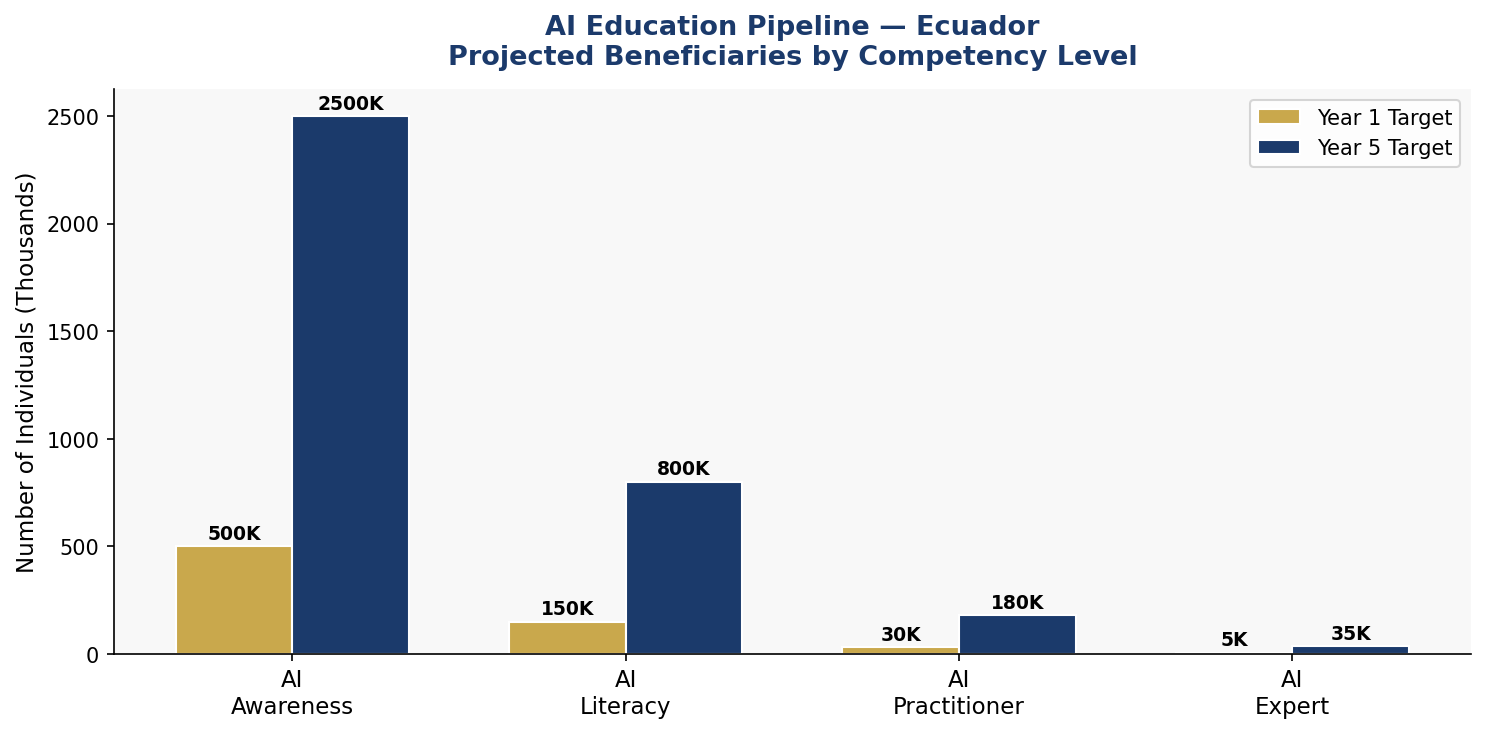 AI Education Pipeline — Ecuador
Projected Beneficiaries by Competency Level
Number of Individuals (Thousands)
2500
2000
1500
1000
500
0
Year 1 Target
Year 5 Target
500K
2500K
150K
800K
30K
180K
5K
35K
AI
Awareness
AI
Literacy
AI
Practitioner
AI
Expert